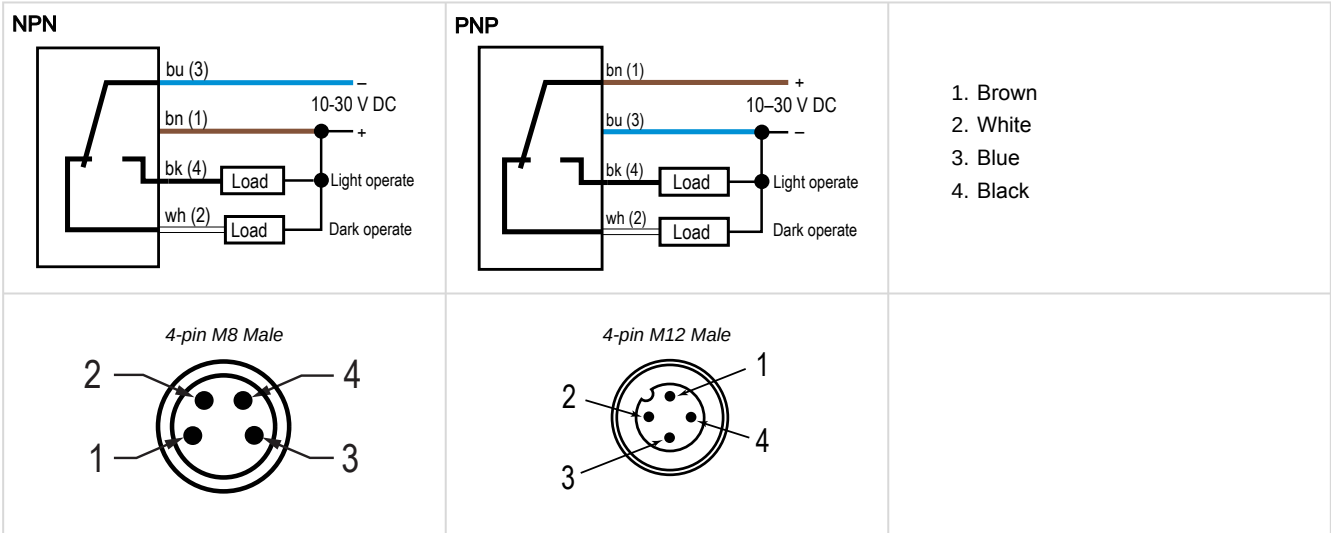 NPN
bu (3)
–
10-30 V DC
bn (1)
+
bk (4)
Load
Light operate
wh (2)
Load
Dark operate
PNP
bn (1)
+
10–30 V DC
bu (3)
–
bk (4)
Load
Light operate
wh (2)
Load
Dark operate
1. Brown
2. White
3. Blue
4. Black
4-pin M8 Male
2
4
1
3
4-pin M12 Male
1
2
4
3